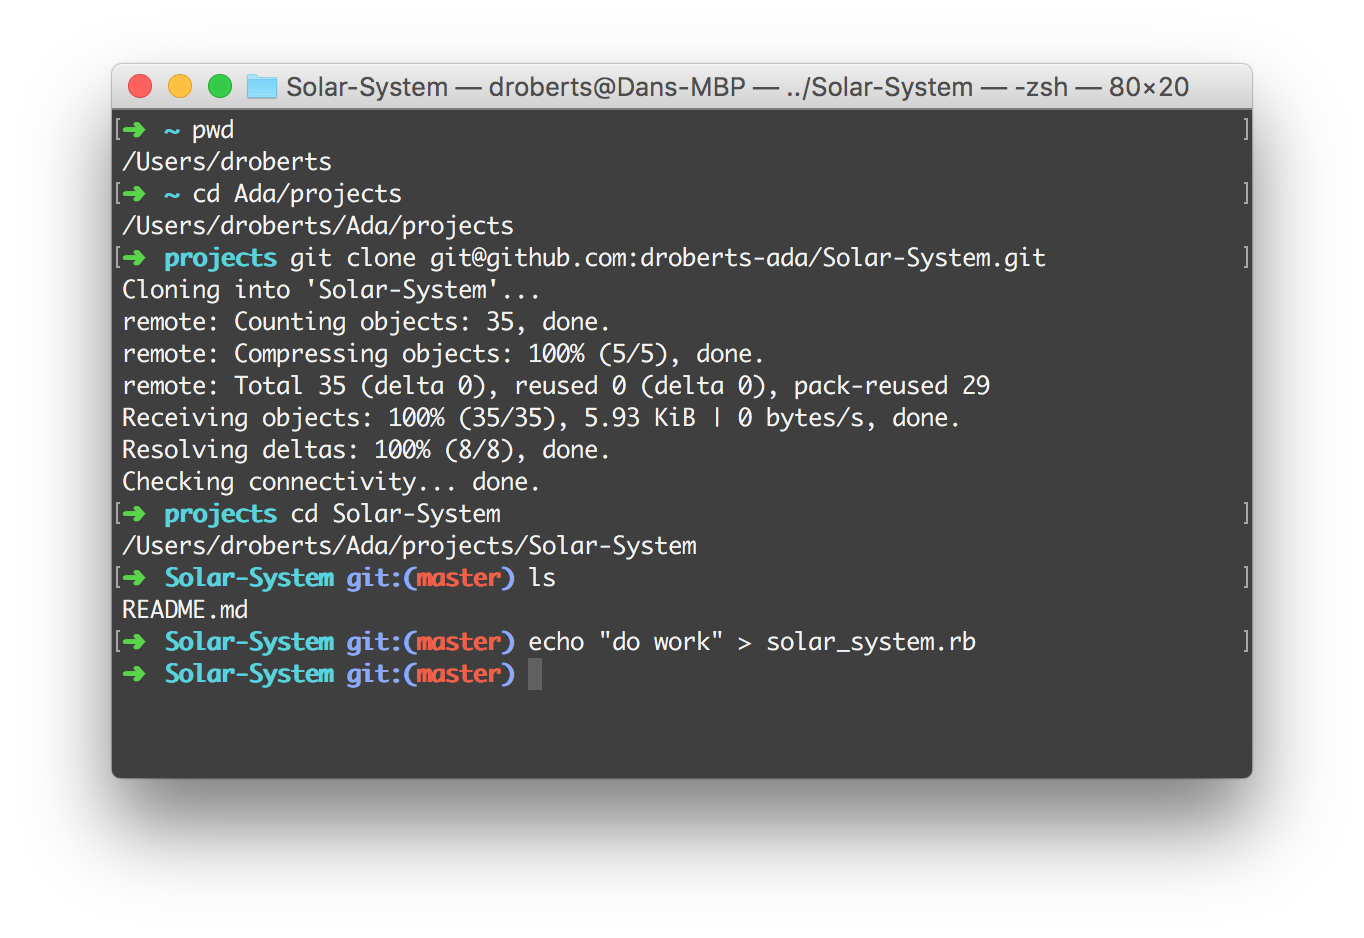 Solar-System — droberts@Dans-MBP — ../Solar-System — -zsh — 80×20
[➜ ~ pwd ]
/Users/droberts
[➜ ~ cd Ada/projects ]
/Users/droberts/Ada/projects
[➜ projects git clone git@github.com:droberts-ada/Solar-System.git ]
Cloning into 'Solar-System'...
remote: Counting objects: 35, done.
remote: Compressing objects: 100% (5/5), done.
remote: Total 35 (delta 0), reused 0 (delta 0), pack-reused 29
Receiving objects: 100% (35/35), 5.93 KiB | 0 bytes/s, done.
Resolving deltas: 100% (8/8), done.
Checking connectivity... done.
[➜ projects cd Solar-System ]
/Users/droberts/Ada/projects/Solar-System
[➜ Solar-System git:(master) ls ]
README.md
[➜ Solar-System git:(master) echo "do work" > solar_system.rb ]
➜ Solar-System git:(master)